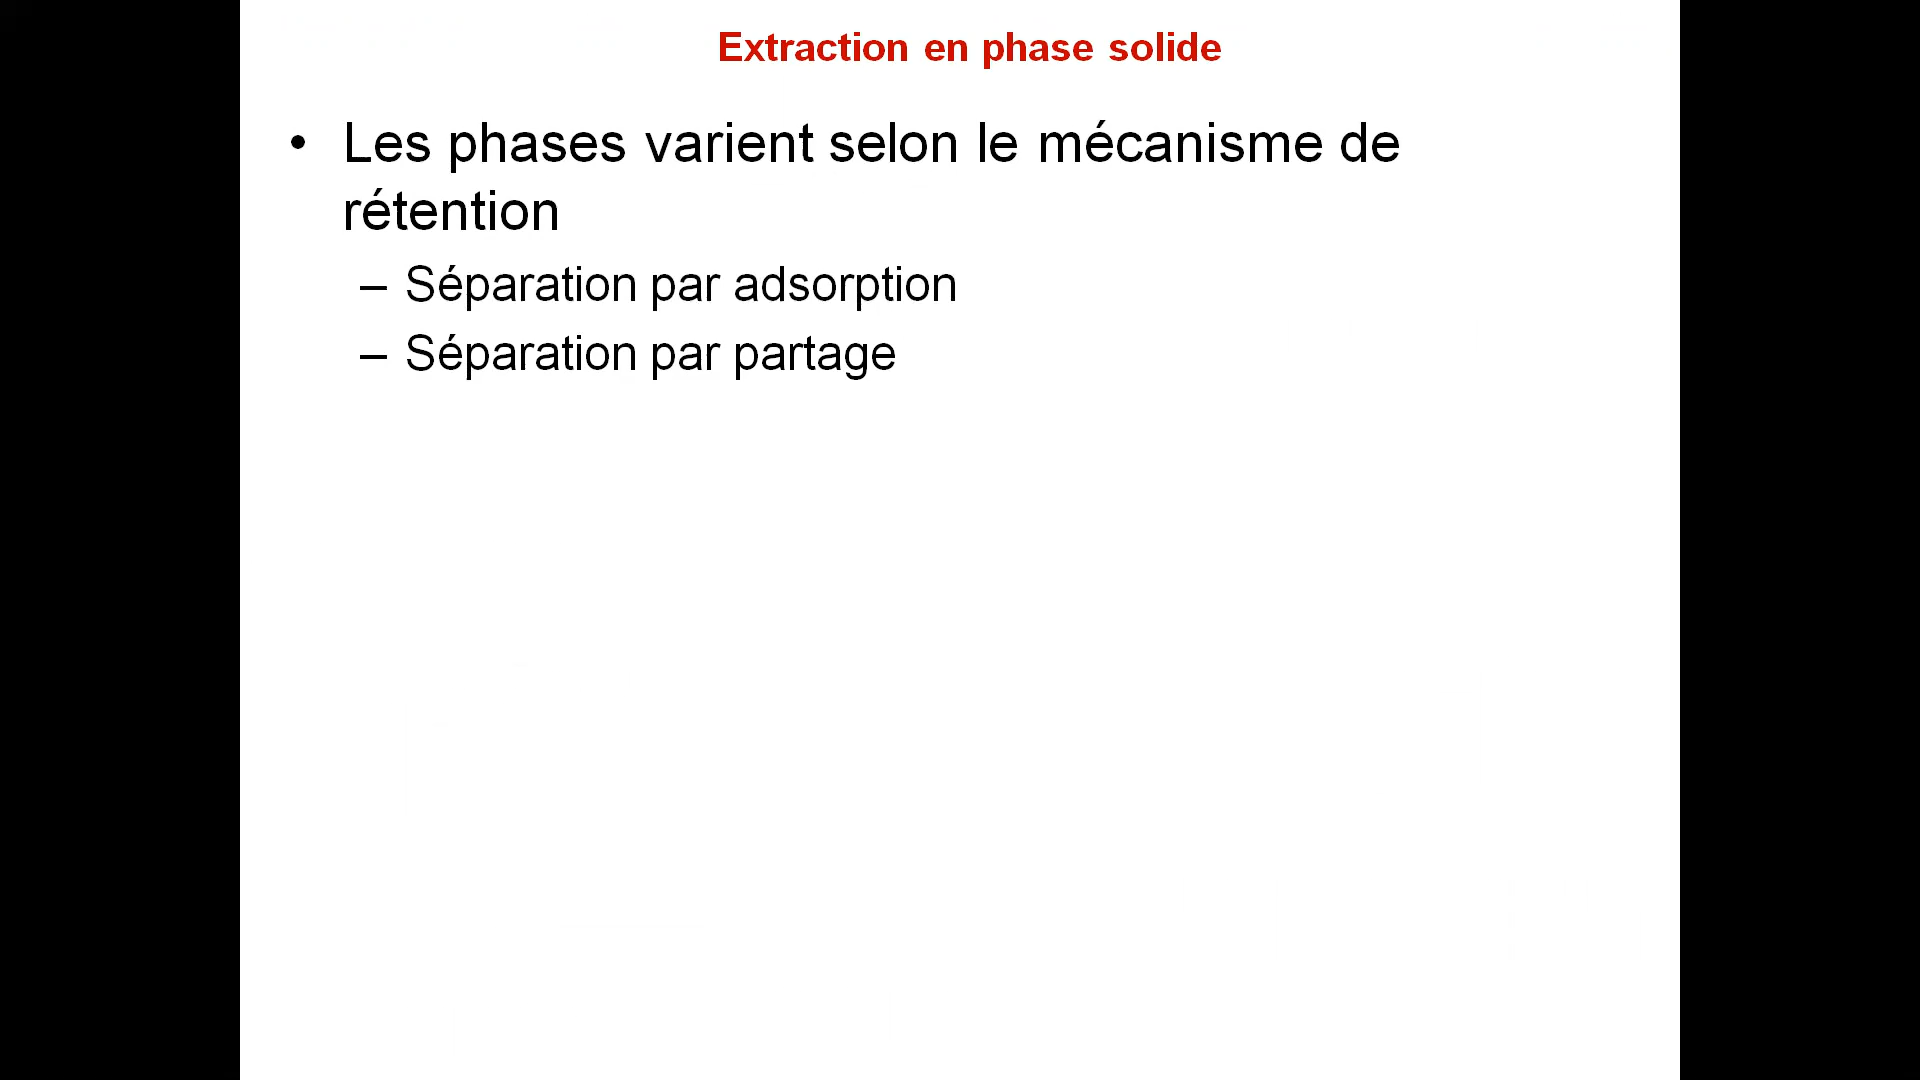 Extraction en phase solide
• Les phases varient selon le mécanisme de
rétention
– Séparation par adsorption
– Séparation par partage